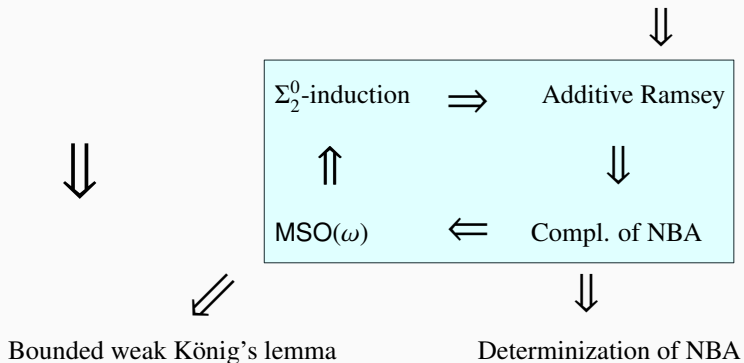 ⇓
Σ⁰₂-induction ⇒ Additive Ramsey
⇓ ⇑ ⇓
MSO(ω) ⇐ Compl. of NBA
⇙ ⇓
Bounded weak König's lemma Determinization of NBA